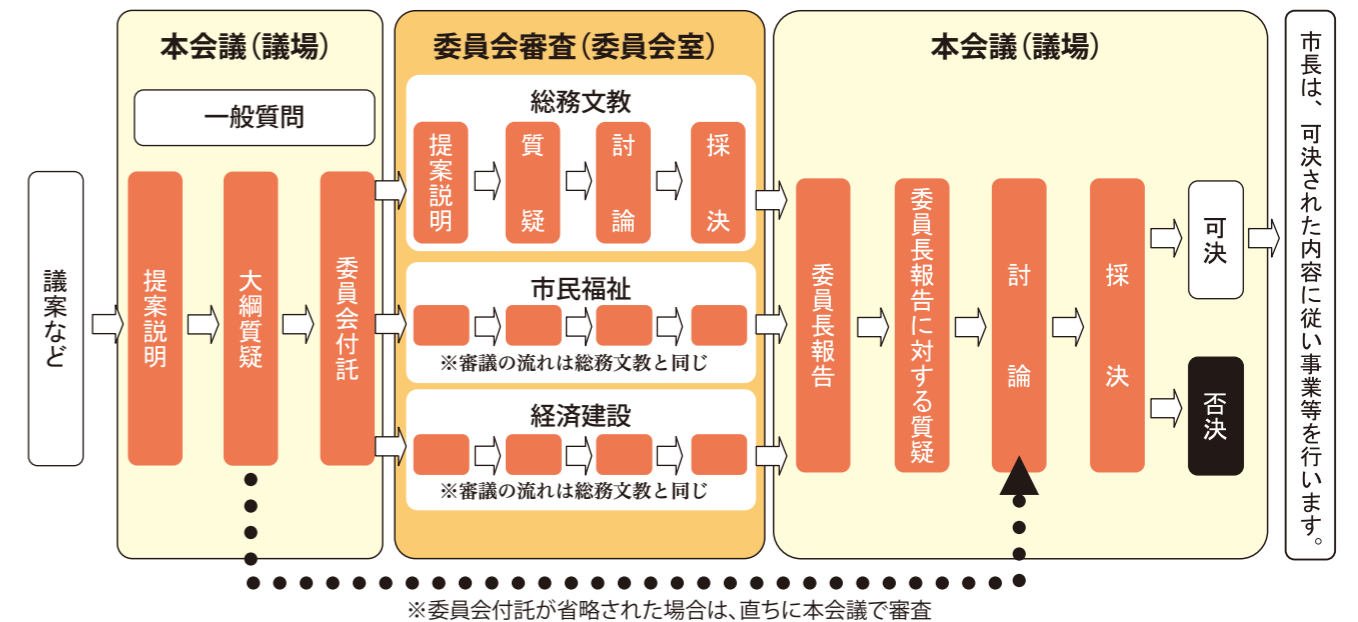 議案など
本会議（議場）
一般質問
提案説明
大綱質疑
委員会付託
委員会審査（委員会室）
総務文教
提案説明
質疑
討論
採決
市民福祉
※審議の流れは総務文教と同じ
経済建設
※審議の流れは総務文教と同じ
本会議（議場）
委員長報告
委員長報告に対する質疑
討論
採決
可決
否決
市長は、可決された内容に従い事業等を行います。
※委員会付託が省略された場合は、直ちに本会議で審査